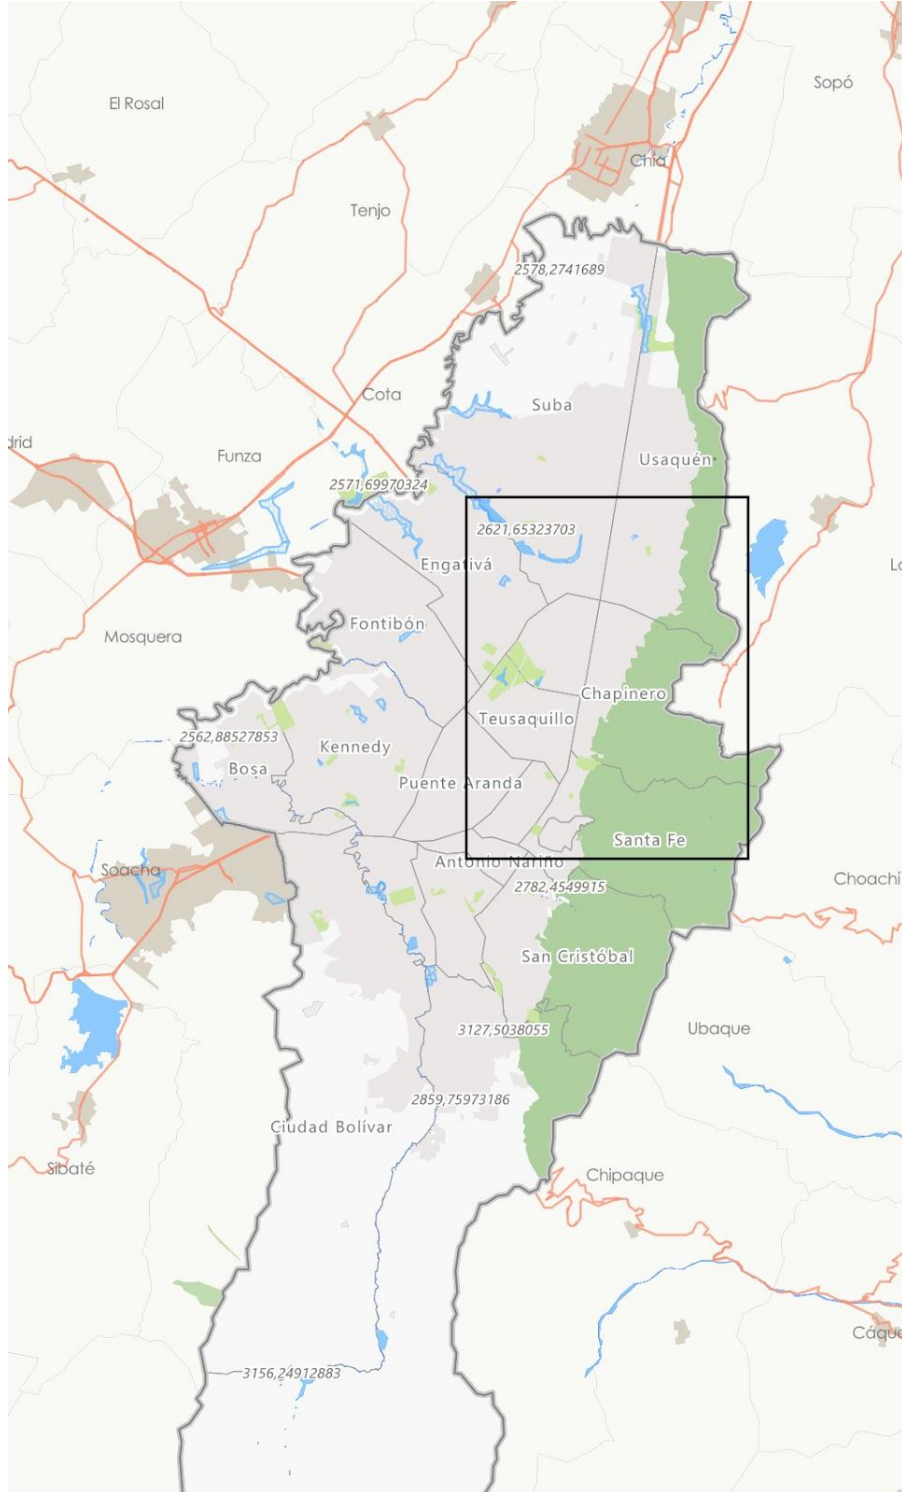 Sopó
El Rosal
Chía
Tenjo
2578,2741689
Cota
Suba
drid
Funza
Usaquén
2571,69970324
2621,65323703
Engativá
Fontibón
Mosquera
Chapinero
Teusaquillo
2562,88527853
Kennedy
Bosa
Puente Aranda
Santa Fe
Antonio Nariño
Soacha
Choachí
2782,4549915
San Cristóbal
3127,5038055
Ubaque
2859,75973186
Ciudad Bolívar
Sibaté
Chipaque
Cáque
3156,24912883